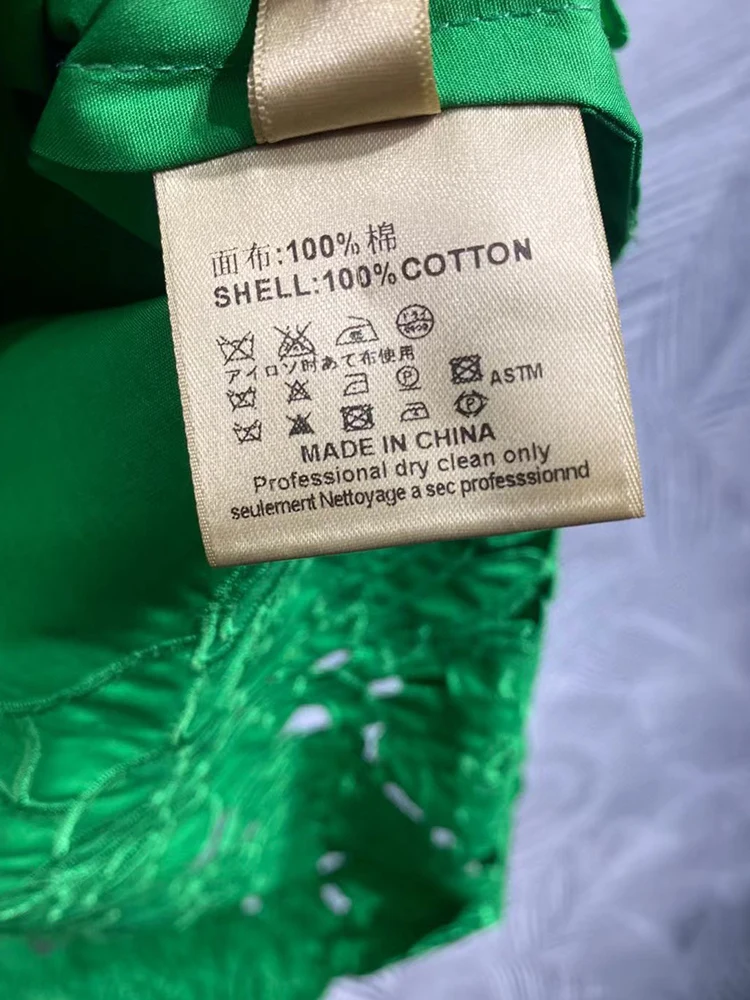 面布:100%棉
SHELL:100%COTTON
アイロン时あて布使用
P
ASTM
P
MADE IN CHINA
Professional dry clean only
seulement Nettoyage a sec professsionnd